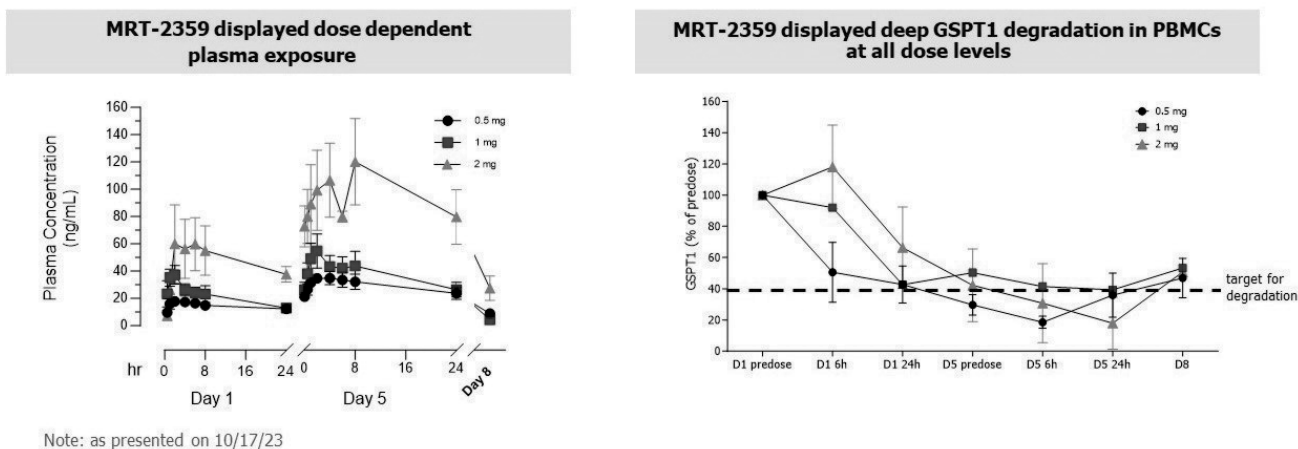 MRT-2359 displayed dose dependent
plasma exposure
160
140
120
100
80
60
40
20
0
Plasma Concentration
(ng/mL)
0.5 mg
1 mg
2 mg
hr
0
8
16
24
0
8
16
24
Day 1
Day 5
Day 8
Note: as presented on 10/17/23
MRT-2359 displayed deep GSPT1 degradation in PBMCs
at all dose levels
160
140
120
100
80
60
40
20
0
GSPT1 (% of predose)
0.5 mg
1 mg
2 mg
target for
degradation
D1 predose
D1 6h
D1 24h
D5 predose
D5 6h
D5 24h
D8